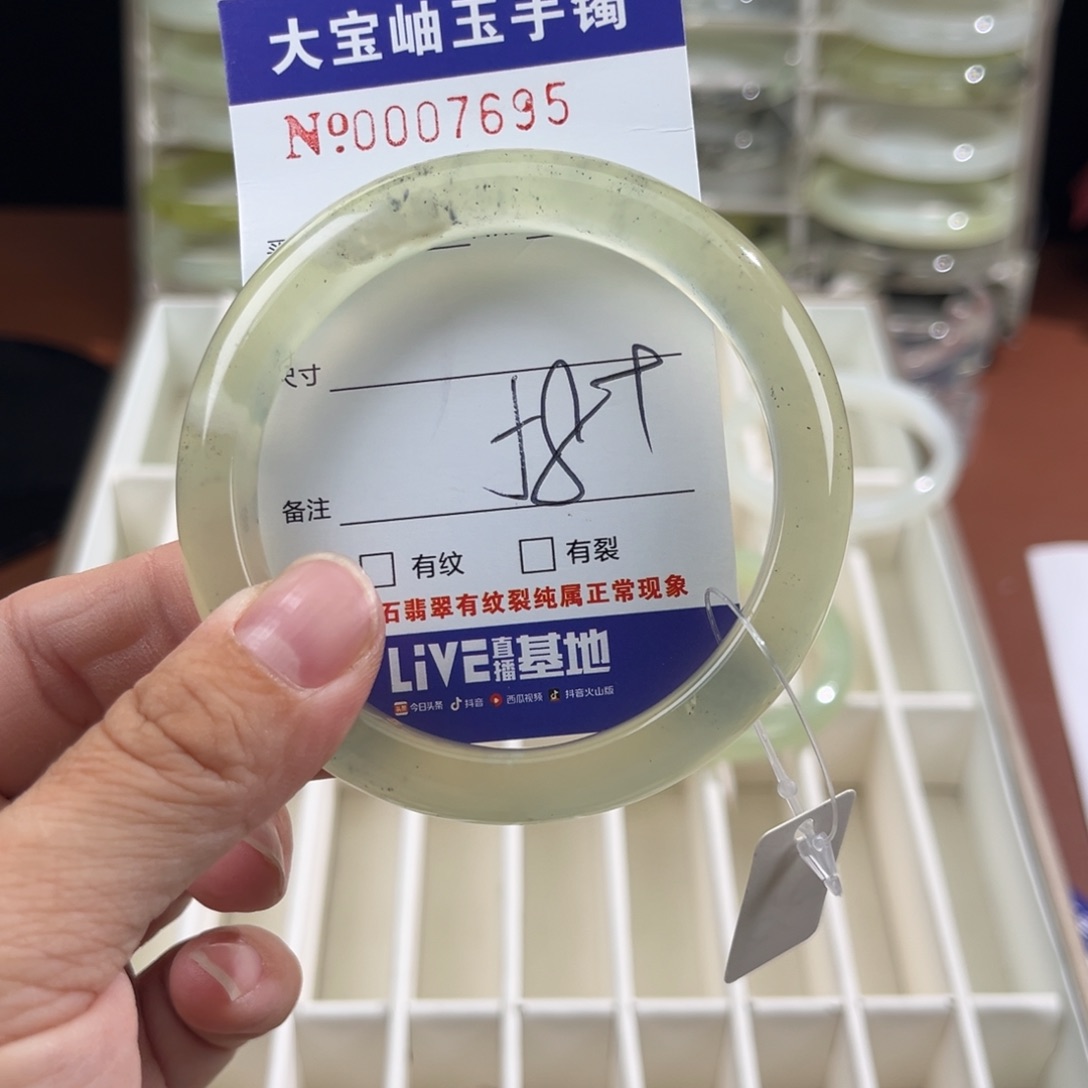 大宝岫玉手镯
№0007695
尺寸
备注
有纹 有裂
石翡翠有纹裂纯属正常现象
LiVE直播基地
今日头条 抖音 西瓜视频 抖音火山版